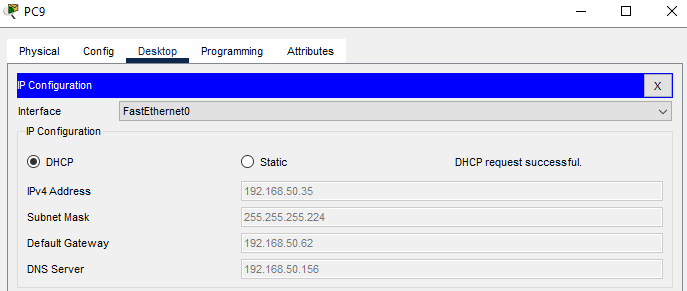 PC9
Physical Config Desktop Programming Attributes
IP Configuration X
Interface FastEthernet0
IP Configuration
DHCP Static DHCP request successful.
IPv4 Address 192.168.50.35
Subnet Mask 255.255.255.224
Default Gateway 192.168.50.62
DNS Server 192.168.50.156